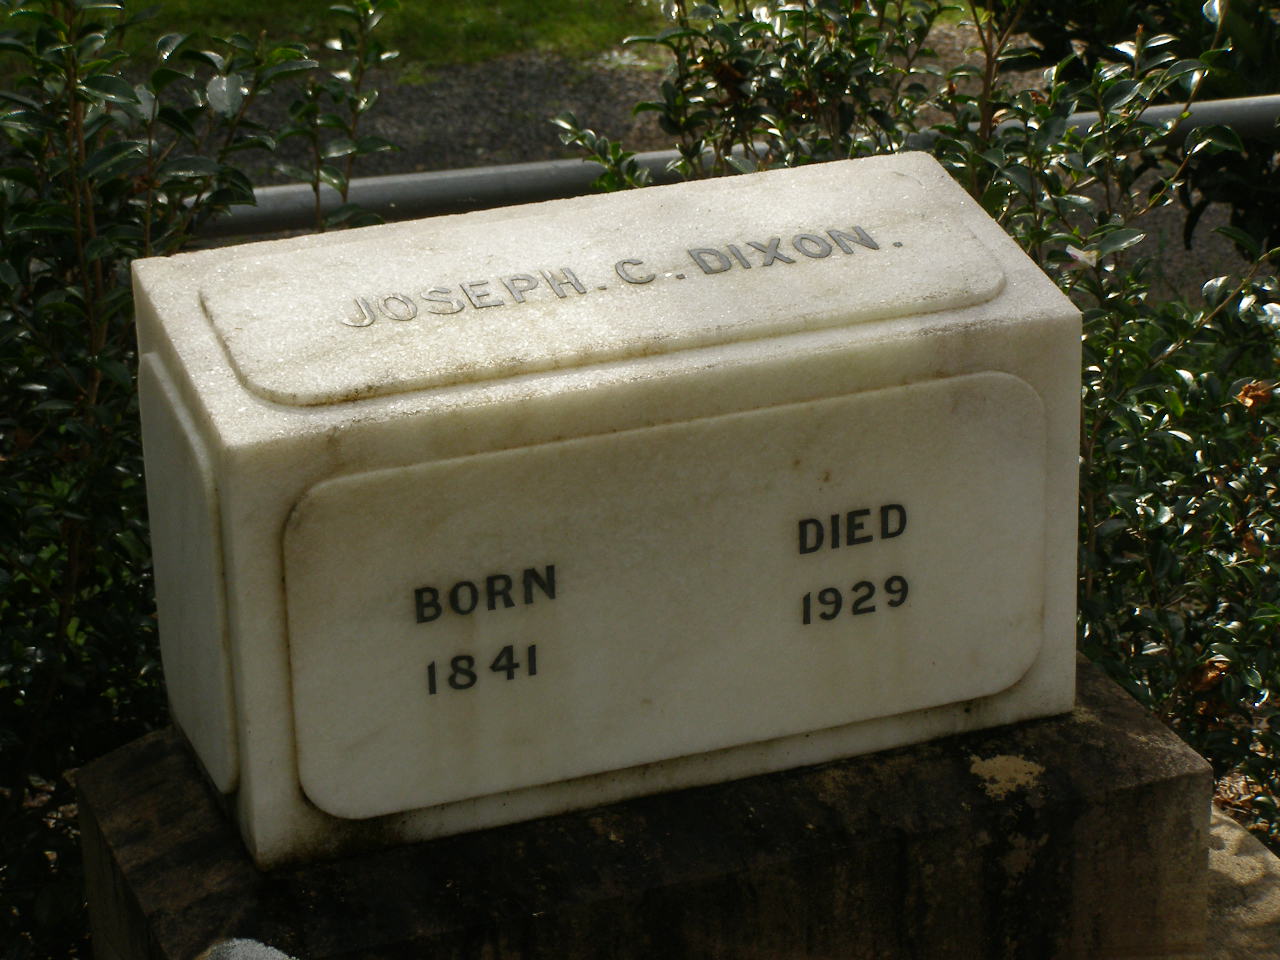 JOSEPH. C. DIXON.
BORN
1841
DIED
1929